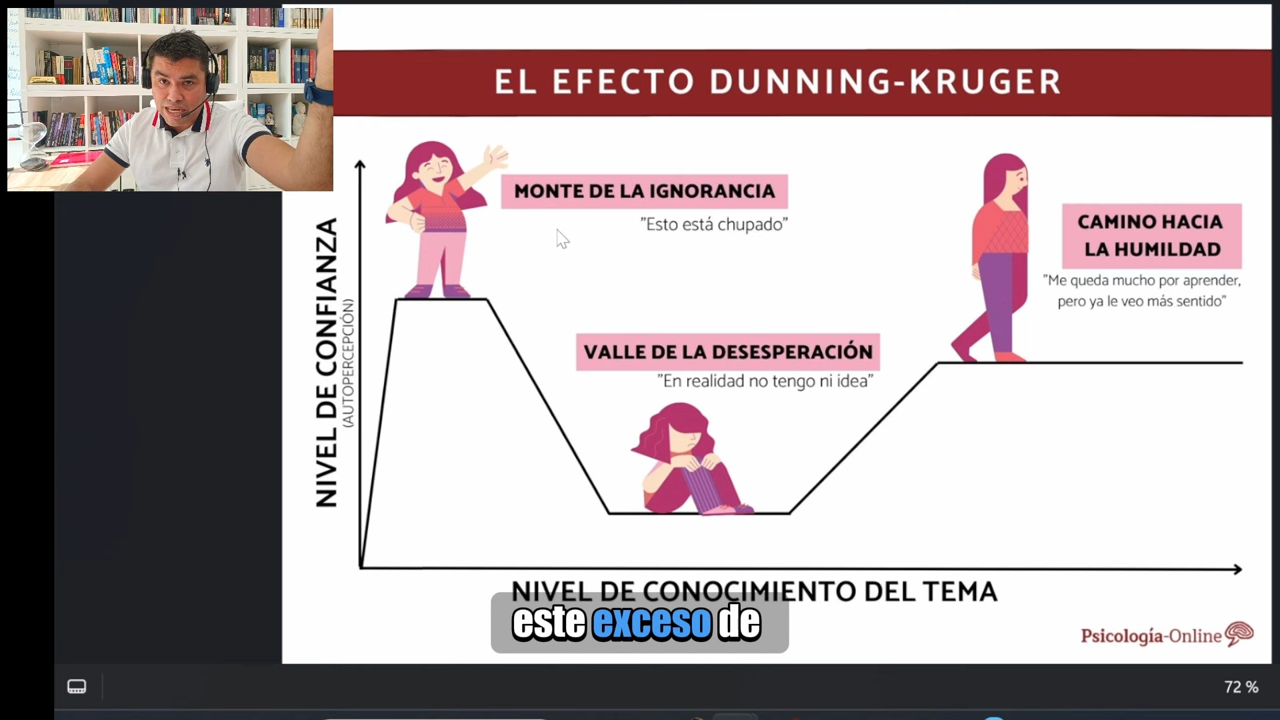 EL EFECTO DUNNING-KRUGER
MONTE DE LA IGNORANCIA
"Esto está chupado"
CAMINO HACIA
LA HUMILDAD
"Me queda mucho por aprender,
pero ya le veo más sentido"
NIVEL DE CONFIANZA
(AUTOPERCEPCIÓN)
VALLE DE LA DESESPERACIÓN
"En realidad no tengo ni idea"
NIVEL DE CONOCIMIENTO DEL TEMA
este exceso de
Psicología-Online
72 %